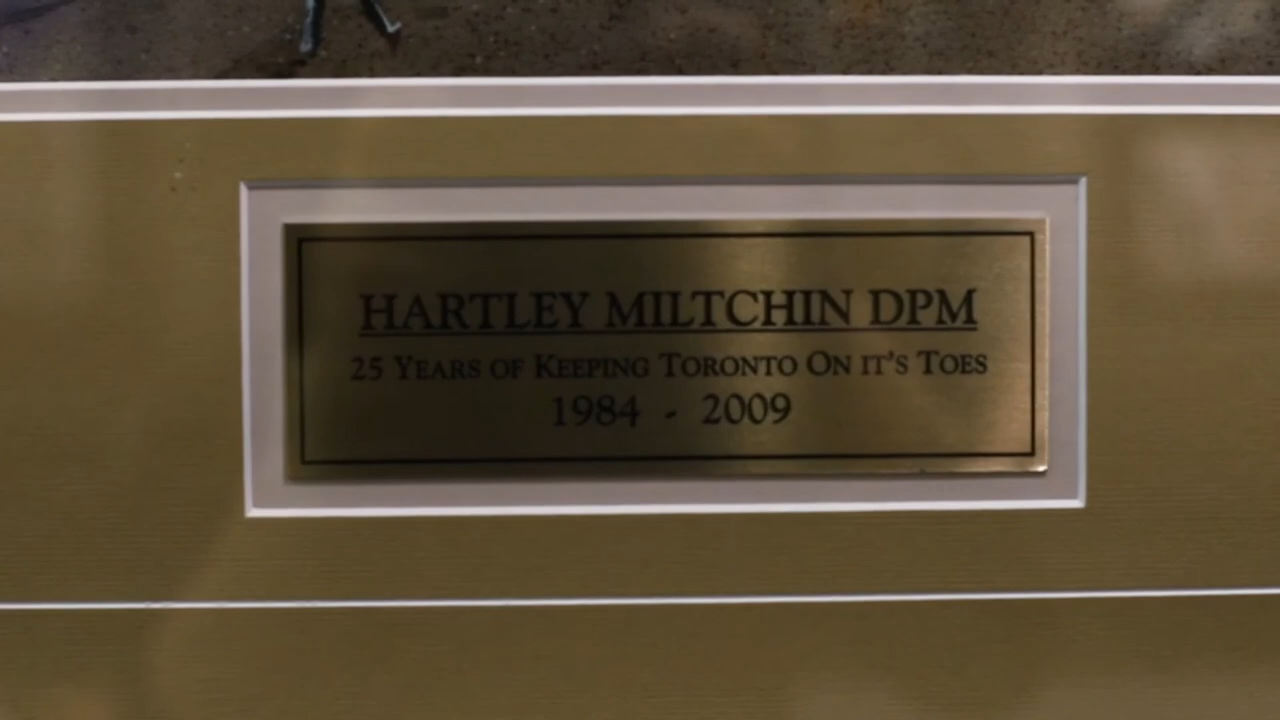 HARTLEY MILTCHIN DPM
25 YEARS OF KEEPING TORONTO ON IT'S TOES
1984 - 2009